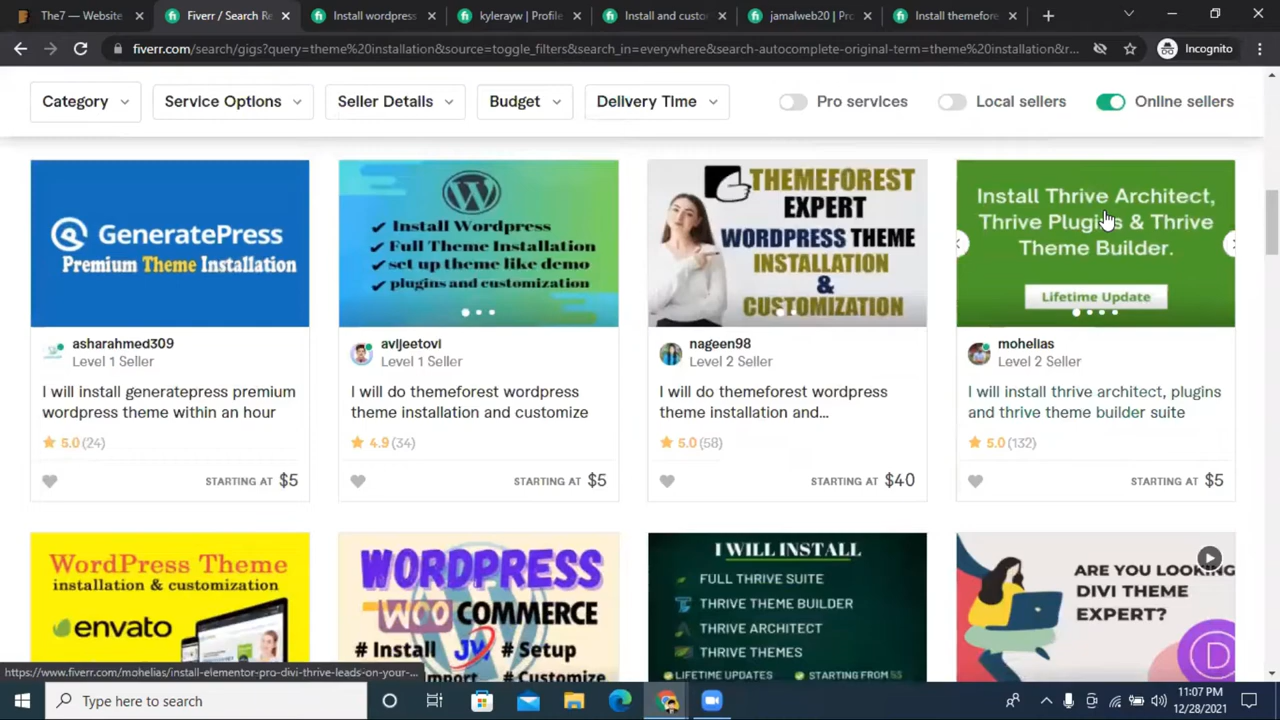 The7 — Website
Fiverr / Search Re
Install wordpress
kylerayw | Profile
Install and custo
jamalweb20 | Pro
Install themefore
fiverr.com/search/gigs?query=theme%20installation&source=toggle_filters&search_in=everywhere&search-autocomplete-original-term=theme%20installation&r...
Incognito
Category
Service Options
Seller Details
Budget
Delivery Time
Pro services
Local sellers
Online sellers
GeneratePress
Premium Theme Installation
asharahmed309
Level 1 Seller
I will install generatepress premium
wordpress theme within an hour
5.0 (24)
STARTING AT $5
Install Wordpress
Full Theme Installation
set up theme like demo
plugins and customization
avijeetovi
Level 1 Seller
I will do themeforest wordpress
theme installation and customize
4.9 (34)
STARTING AT $5
THEMEFOREST
EXPERT
WORDPRESS THEME
INSTALLATION
&
CUSTOMIZATION
nageen98
Level 2 Seller
I will do themeforest wordpress
theme installation and...
5.0 (58)
STARTING AT $40
Install Thrive Architect,
Thrive Plugins & Thrive
Theme Builder.
Lifetime Update
mohelias
Level 2 Seller
I will install thrive architect, plugins
and thrive theme builder suite
5.0 (132)
STARTING AT $5
WordPress Theme
installation & customization
envato
WORDPRESS
WOO COMMERCE
# Install # Setup
# Customize
I WILL INSTALL
FULL THRIVE SUITE
THRIVE THEME BUILDER
THRIVE ARCHITECT
THRIVE THEMES
LIFETIME UPDATES STARTING FROM 5$
ARE YOU LOOKING
DIVI THEME
EXPERT?
D
https://www.fiverr.com/mohelias/install-elementor-pro-divi-thrive-leads-on-your-...
Type here to search
11:07 PM
12/28/2021